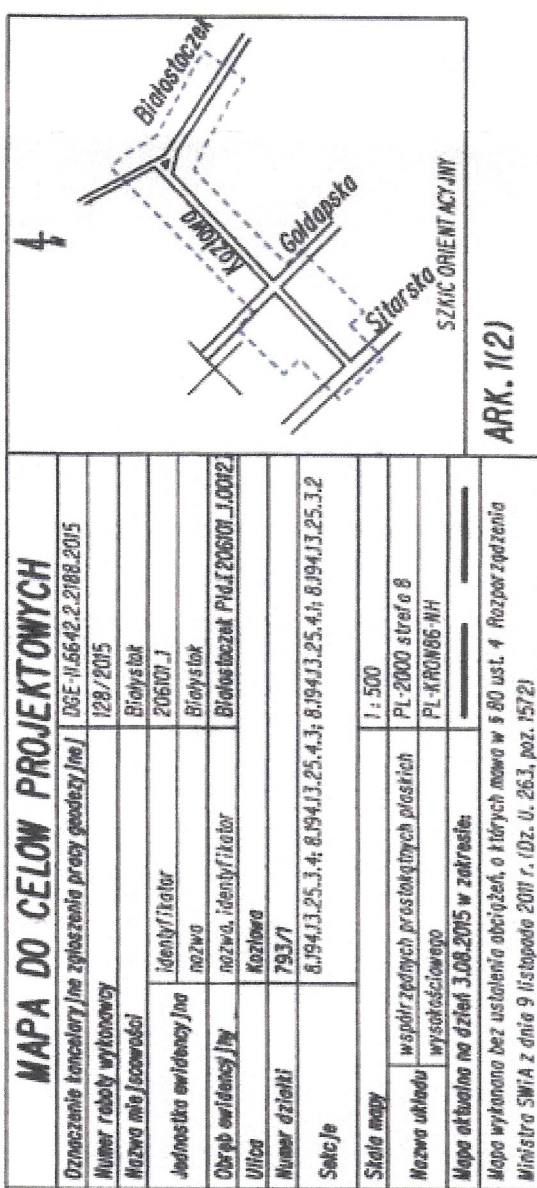 MAPA DO CELÓW PROJEKTOWYCH
Oznaczenie kancelaryjne zgłoszenia pracy geodezyjnej DGE-II.6642.2.2188.2015
Numer roboty wykonawcy 128/2015
Nazwa miejscowości Białystok
Jednostka ewidencyjna identyfikator 206101_1
nazwa Białystok
Obręb ewidencyjny nazwa, identyfikator Białostoczek Płd.[206101_1.0012]
Ulica Kozłowa
Numer działki 793/1
Sekcje 8.194.13.25.3.4; 8.194.13.25.4.3; 8.194.13.25.4.1; 8.194.13.25.3.2
Skala mapy 1:500
Nazwa układu współrzędnych prostokątnych płaskich PL-2000 strefa 8
wysokościowego PL-KRON86-NH
Mapa aktualna na dzień 3.08.2015 w zakresie:
Mapa wykonana bez ustalenia obciążeń, o których mowa w § 80 ust. 4 Rozporządzenia
Ministra SWiA z dnia 9 listopada 2011 r. (Dz. U. 263, poz. 1572)
Białostoczek
Kozłowa
Gołdapska
Sitarska
SZKIC ORIENTACYJNY
ARK. 1(2)